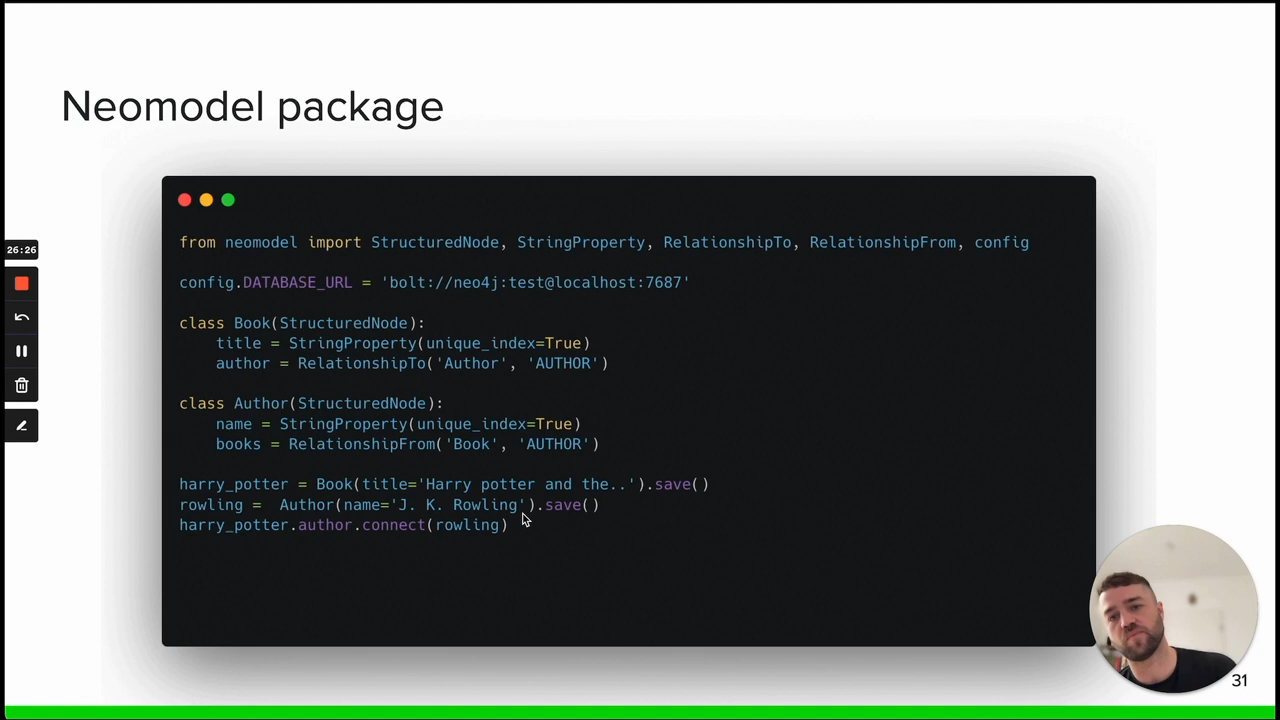 Neomodel package
from neomodel import StructuredNode, StringProperty, RelationshipTo, RelationshipFrom, config
config.DATABASE_URL = 'bolt://neo4j:test@localhost:7687'
class Book(StructuredNode):
    title = StringProperty(unique_index=True)
    author = RelationshipTo('Author', 'AUTHOR')
class Author(StructuredNode):
    name = StringProperty(unique_index=True)
    books = RelationshipFrom('Book', 'AUTHOR')
harry_potter = Book(title='Harry potter and the..').save()
rowling =  Author(name='J. K. Rowling').save()
harry_potter.author.connect(rowling)
26:26
31